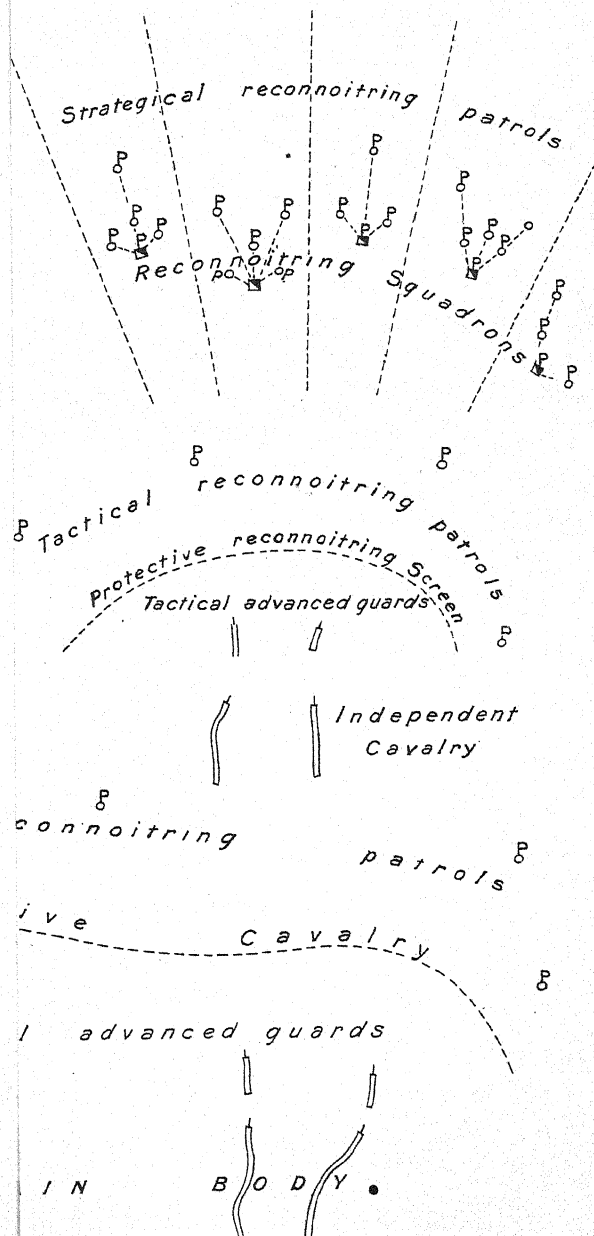 Strategical reconnoitring patrols
P
P P
P P P P P
P P P P P P P
Reconnoitring Squadrons
P P
P
P
P P
P P
P
Tactical reconnoitring patrols
Protective reconnoitring Screen
Tactical advanced guards
Independent
Cavalry
P
connoitring patrols
P
ive Cavalry
P
l advanced guards
IN BODY